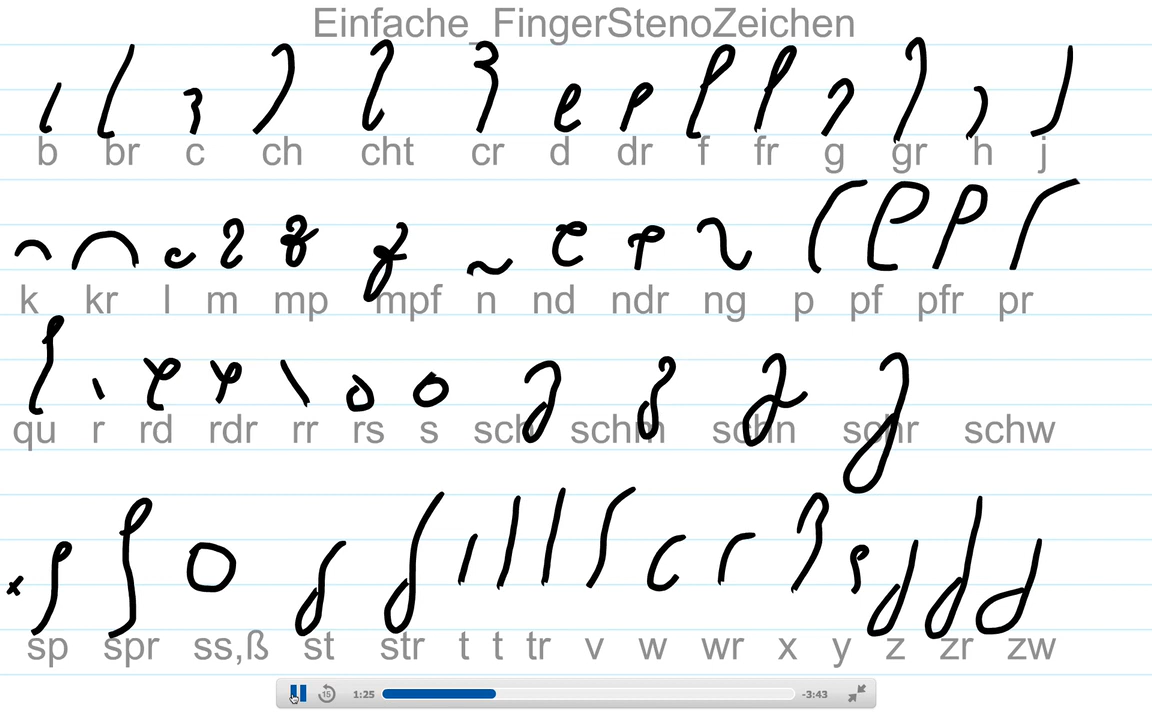 Einfache_FingerStenoZeichen
b br c ch cht cr d dr f fr g gr h j
k kr l m mp mpf n nd ndr ng p pf pfr pr
qu r rd rdr rr rs s sch schm schn schr schw
sp spr ss,ß st str t t tr v w wr x y z zr zw
15 1:25 -3:43